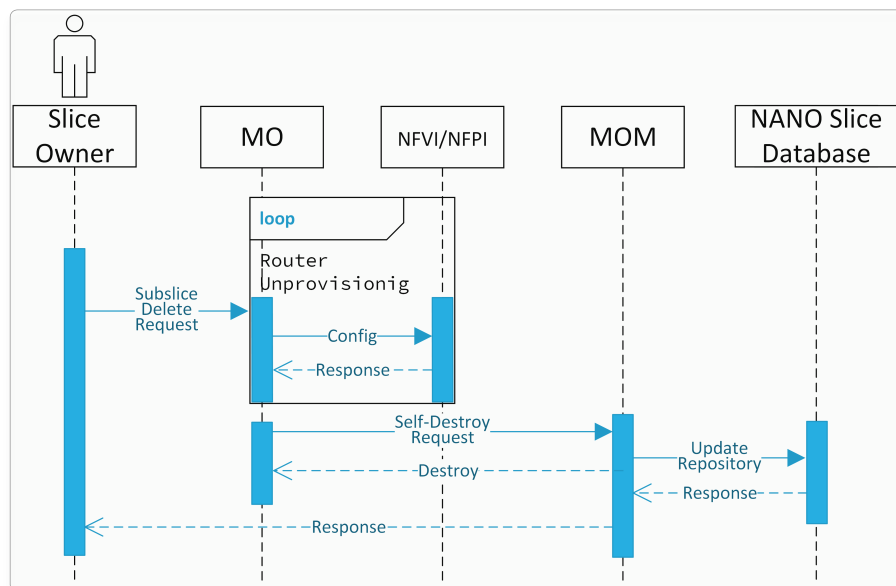 Slice
Owner
MO
NFVI/NFPI
MOM
NANO Slice
Database
loop
Router
Unprovisionig
Subslice
Delete
Request
Config
Response
Self-Destroy
Request
Update
Repository
Destroy
Response
Response